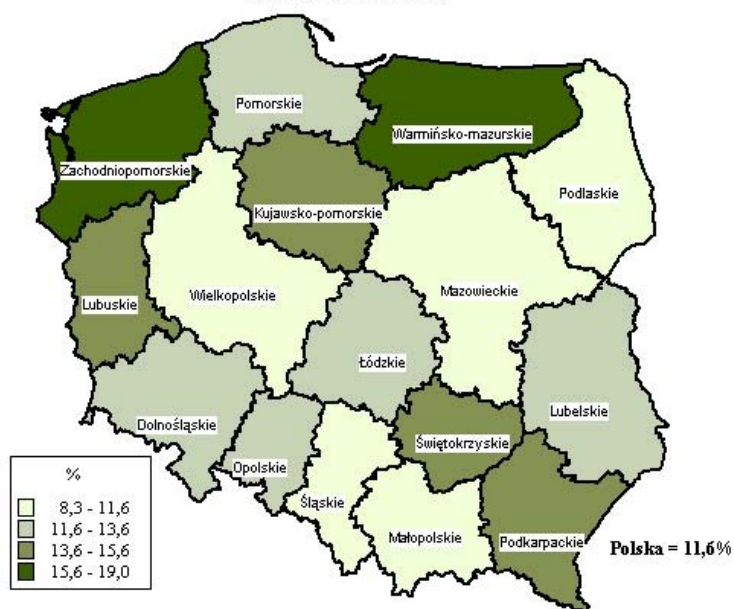 Pomorskie
Warmińsko-mazurskie
Zachodniopomorskie
Podlaskie
Kujawsko-pomorskie
Wielkopolskie
Mazowieckie
Lubuskie
Łódzkie
Lubelskie
Dolnośląskie
Świętokrzyskie
Opolskie
Śląskie
Małopolskie
Podkarpackie
Polska = 11,6%
%
8,3 - 11,6
11,6 - 13,6
13,6 - 15,6
15,6 - 19,0